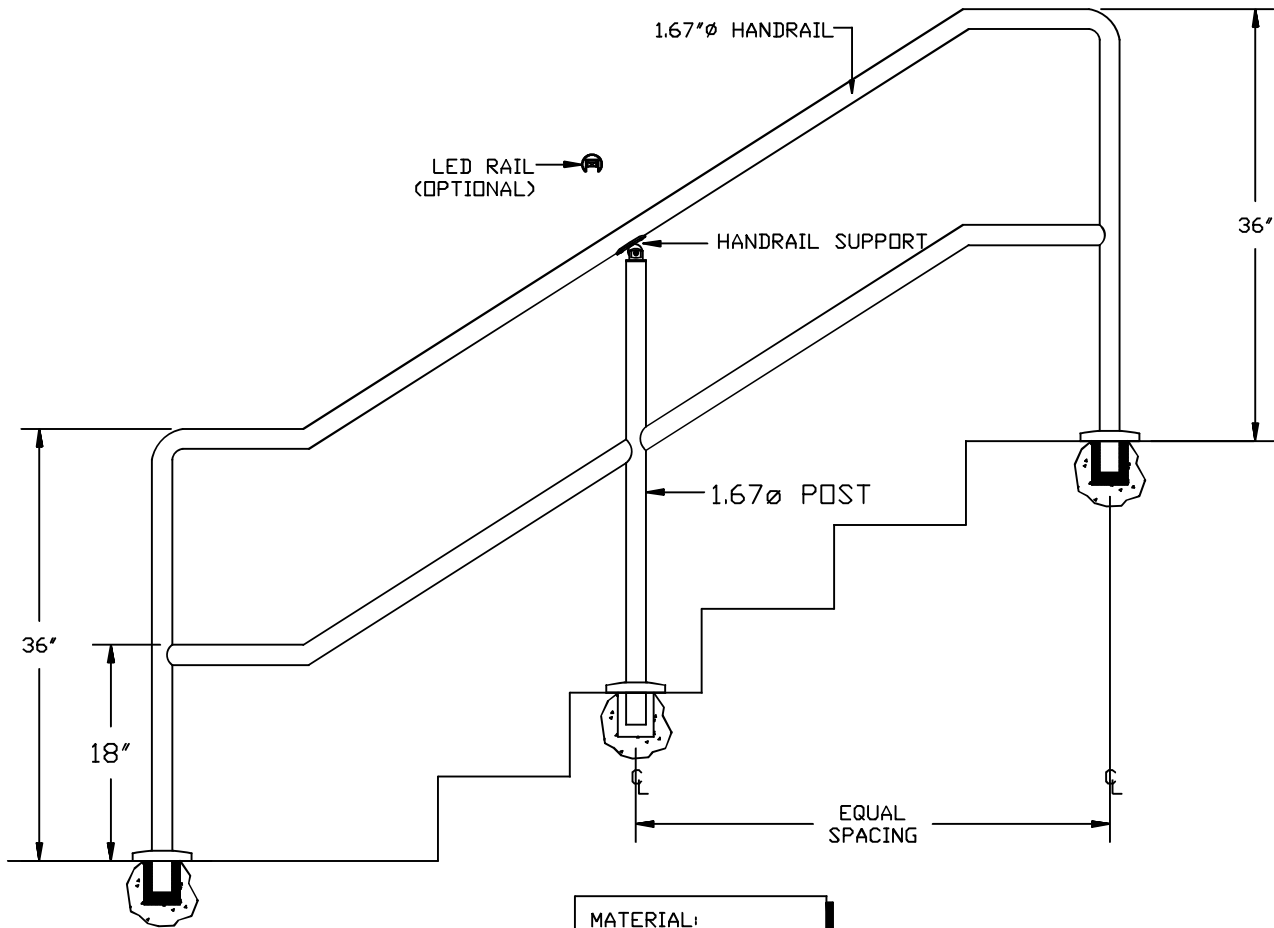 1.67"ø HANDRAIL
LED RAIL
(OPTIONAL)
HANDRAIL SUPPORT
36"
1.67ø POST
36"
18"
℄
℄
EQUAL
SPACING
MATERIAL: